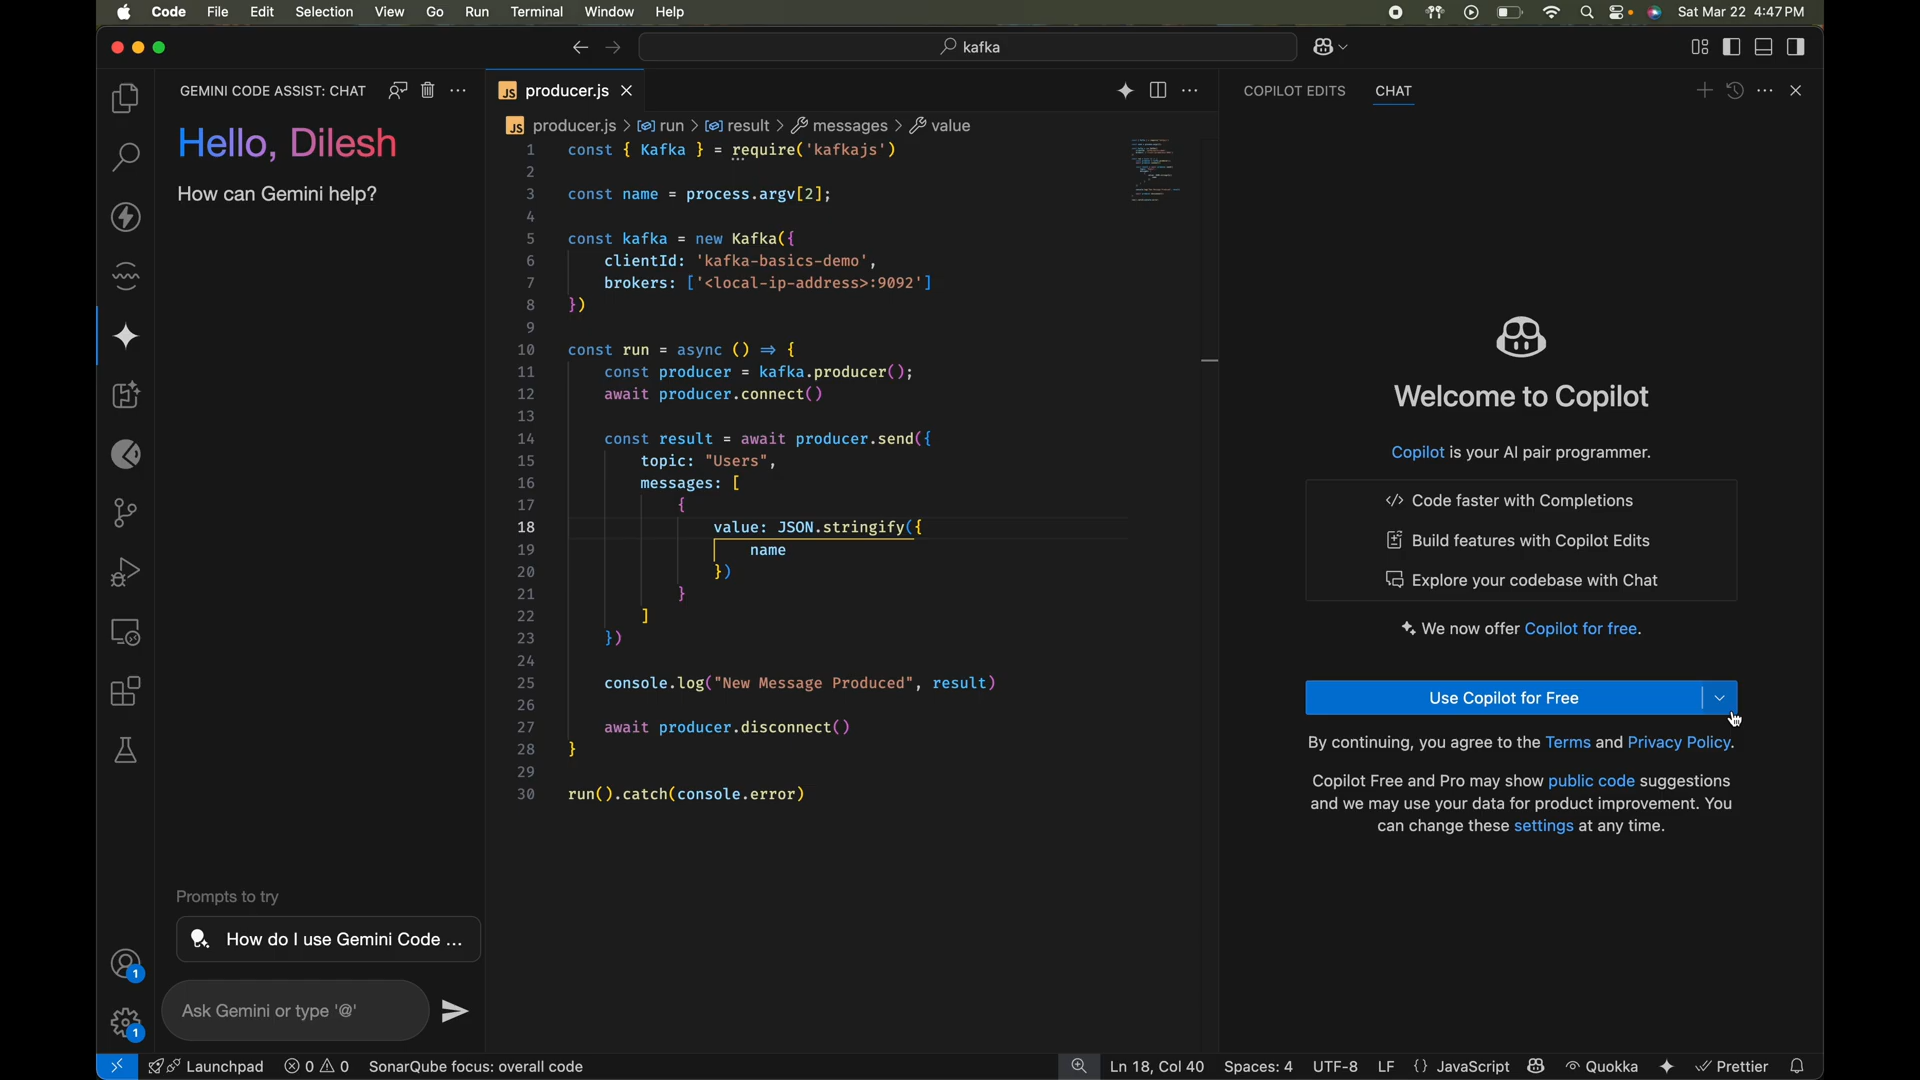 Code File Edit Selection View Go Run Terminal Window Help
Sat Mar 22 4:47 PM
kafka
GEMINI CODE ASSIST: CHAT
Hello, Dilesh
How can Gemini help?
Prompts to try
How do I use Gemini Code ...
Ask Gemini or type '@'
JS producer.js
JS producer.js > run > result > messages > value
1 const { Kafka } = require('kafkajs')
2
3 const name = process.argv[2];
4
5 const kafka = new Kafka({
6 clientId: 'kafka-basics-demo',
7 brokers: ['<local-ip-address>:9092']
8 })
9
10 const run = async () => {
11 const producer = kafka.producer();
12 await producer.connect()
13
14 const result = await producer.send({
15 topic: "Users",
16 messages: [
17 {
18 value: JSON.stringify({
19 name
20 })
21 }
22 ]
23 })
24
25 console.log("New Message Produced", result)
26
27 await producer.disconnect()
28 }
29
30 run().catch(console.error)
COPILOT EDITS CHAT
Welcome to Copilot
Copilot is your AI pair programmer.
Code faster with Completions
Build features with Copilot Edits
Explore your codebase with Chat
We now offer Copilot for free.
Use Copilot for Free
By continuing, you agree to the Terms and Privacy Policy.
Copilot Free and Pro may show public code suggestions
and we may use your data for product improvement. You
can change these settings at any time.
1
1
Launchpad 0 0 SonarQube focus: overall code
Ln 18, Col 40 Spaces: 4 UTF-8 LF {} JavaScript Quokka Prettier